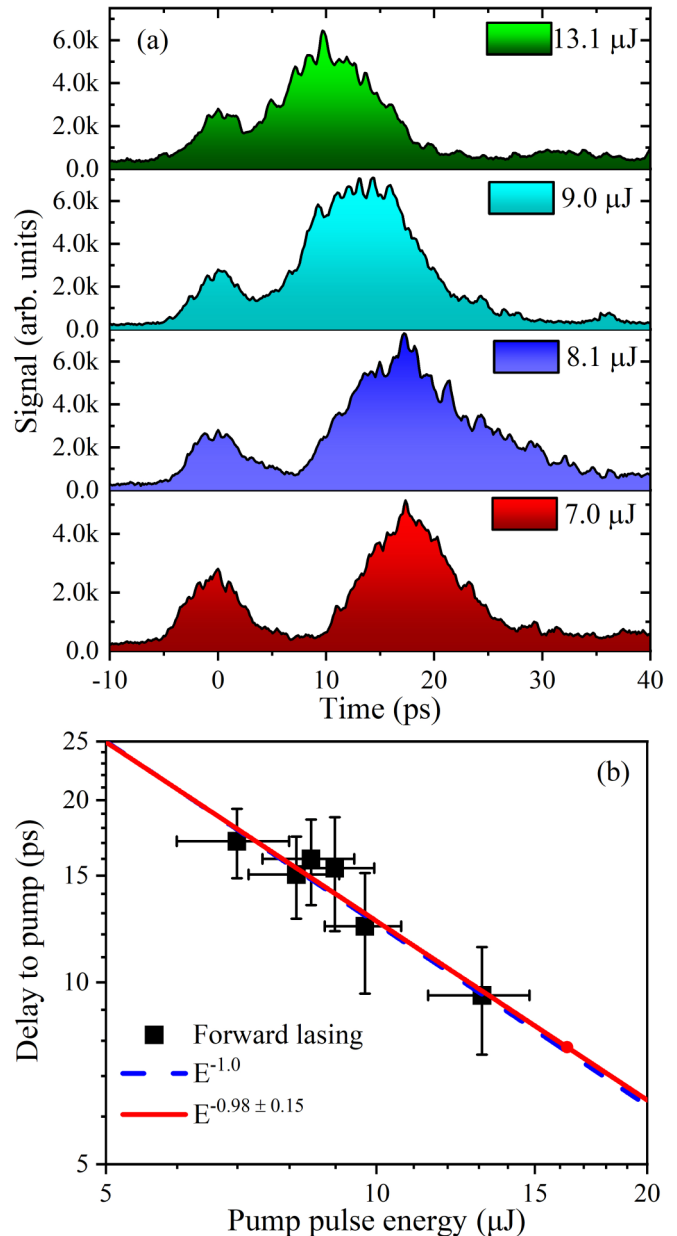 (a)
13.1 μJ
6.0k
4.0k
2.0k
0.0
9.0 μJ
6.0k
4.0k
2.0k
0.0
8.1 μJ
6.0k
4.0k
2.0k
0.0
7.0 μJ
4.0k
2.0k
0.0
Signal (arb. units)
-10 0 10 20 30 40
Time (ps)
(b)
25
20
15
10
5
Delay to pump (ps)
Forward lasing
E-1.0
E-0.98 ± 0.15
5 10 15 20
Pump pulse energy (μJ)